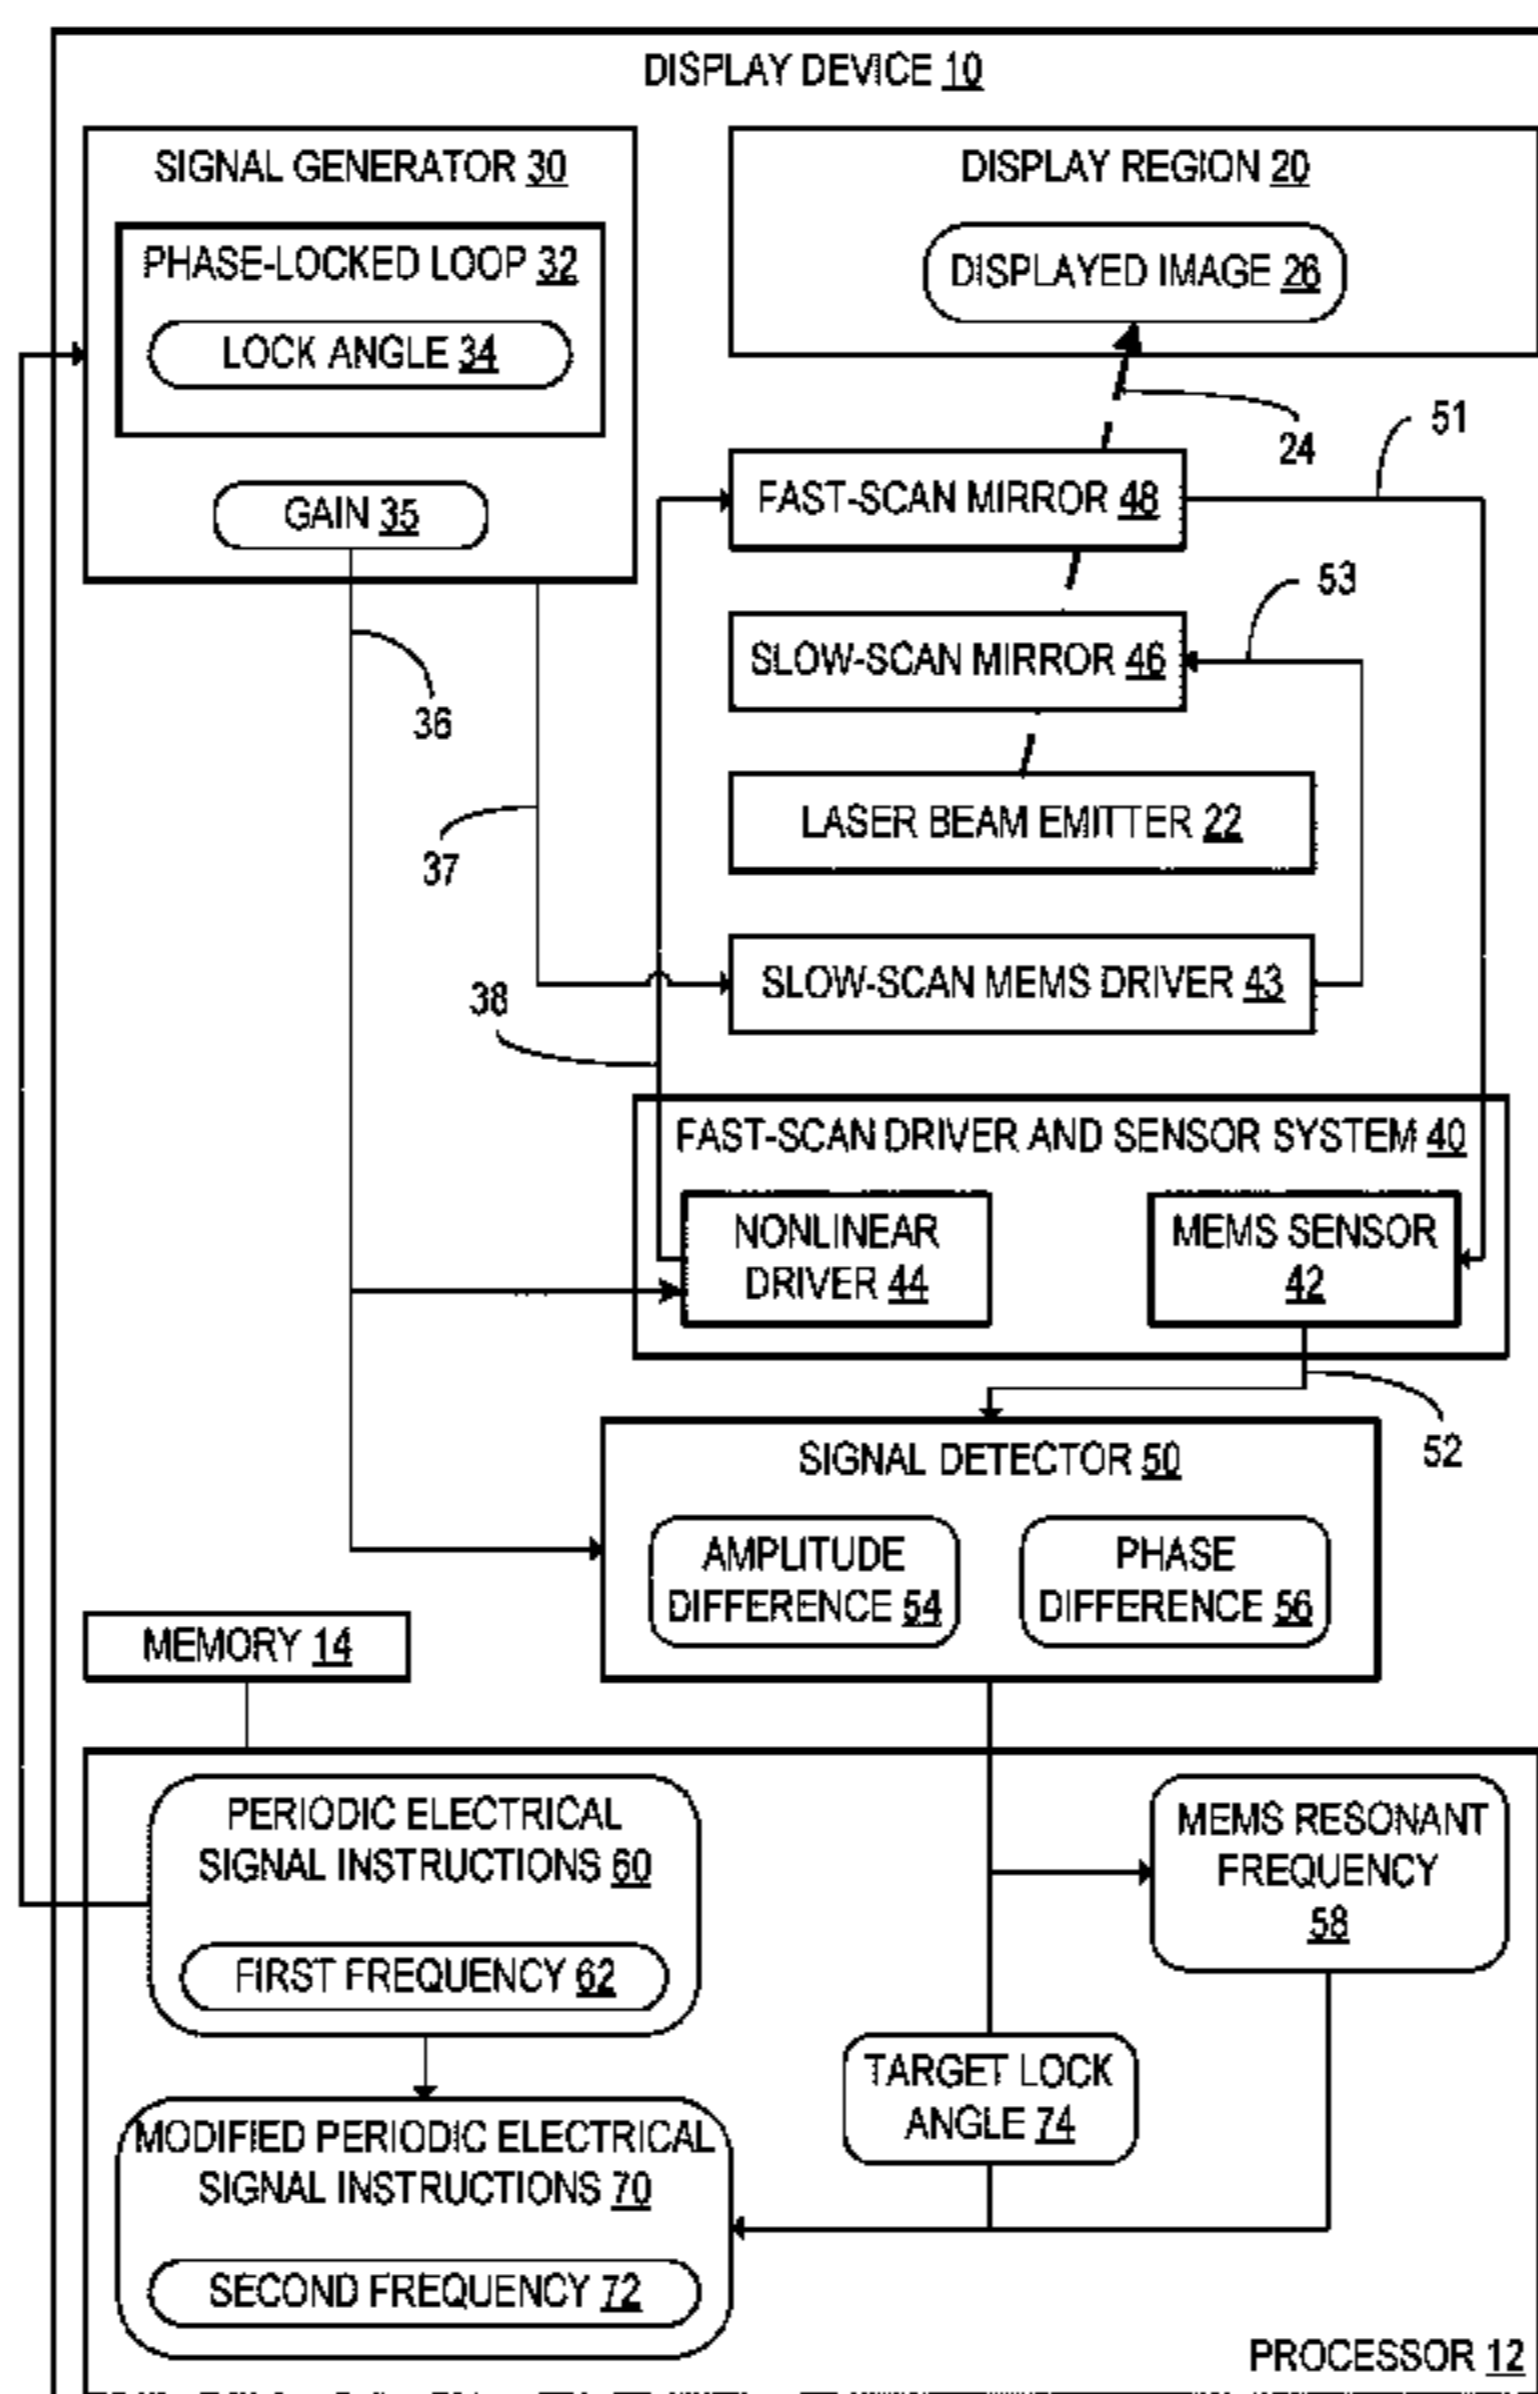 DISPLAY DEVICE 10
SIGNAL GENERATOR 30
PHASE-LOCKED LOOP 32
LOCK ANGLE 34
GAIN 35
DISPLAY REGION 20
DISPLAYED IMAGE 26
24
51
FAST-SCAN MIRROR 48
53
SLOW-SCAN MIRROR 46
36
LASER BEAM EMITTER 22
37
SLOW-SCAN MEMS DRIVER 43
38
FAST-SCAN DRIVER AND SENSOR SYSTEM 40
NONLINEAR
DRIVER 44
MEMS SENSOR
42
52
SIGNAL DETECTOR 50
AMPLITUDE
DIFFERENCE 54
PHASE
DIFFERENCE 56
MEMORY 14
PERIODIC ELECTRICAL
SIGNAL INSTRUCTIONS 60
FIRST FREQUENCY 62
MEMS RESONANT
FREQUENCY
58
TARGET LOCK
ANGLE 74
MODIFIED PERIODIC ELECTRICAL
SIGNAL INSTRUCTIONS 70
SECOND FREQUENCY 72
PROCESSOR 12